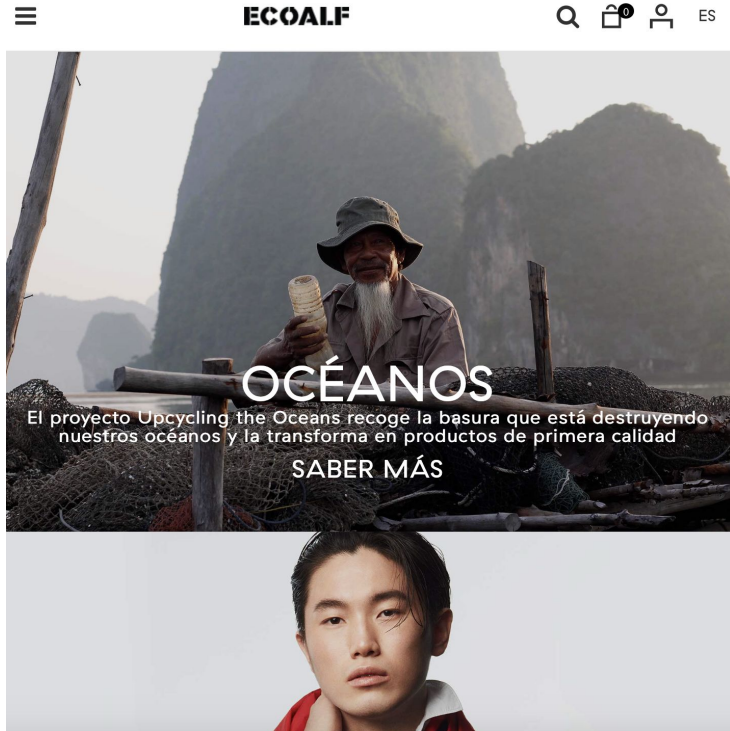 ECOALF
0
ES
OCÉANOS
El proyecto Upcycling the Oceans recoge la basura que está destruyendo
nuestros océanos y la transforma en productos de primera calidad
SABER MÁS